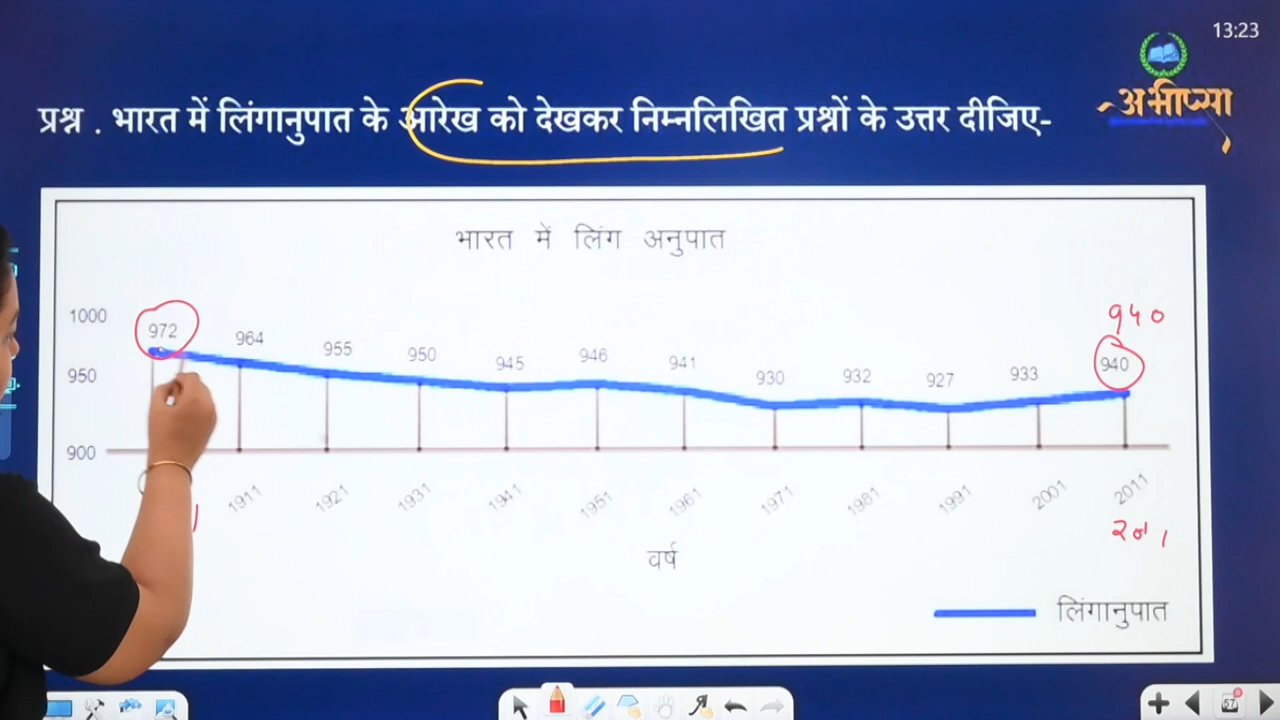 13:23
अभीप्सा
प्रश्न . भारत में लिंगानुपात के आरेख को देखकर निम्नलिखित प्रश्नों के उत्तर दीजिए-
भारत में लिंग अनुपात
1000
950
900
972 964 955 950 945 946 941 930 932 927 933 940
940
1911 1921 1931 1941 1951 1961 1971 1981 1991 2001 2011
वर्ष
लिंगानुपात